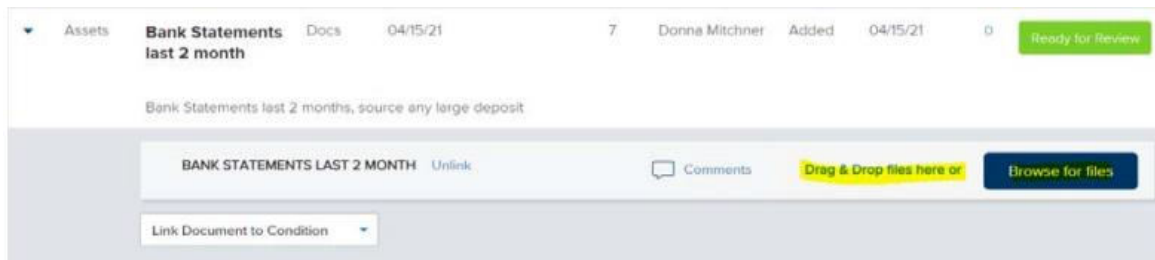 Assets Bank Statements Docs 04/15/21 7 Donna Mitchner Added 04/15/21 0 Ready for Review
last 2 month
Bank Statements last 2 months, source any large deposit
BANK STATEMENTS LAST 2 MONTH Unlink Comments Drag & Drop files here or Browse for files
Link Document to Condition